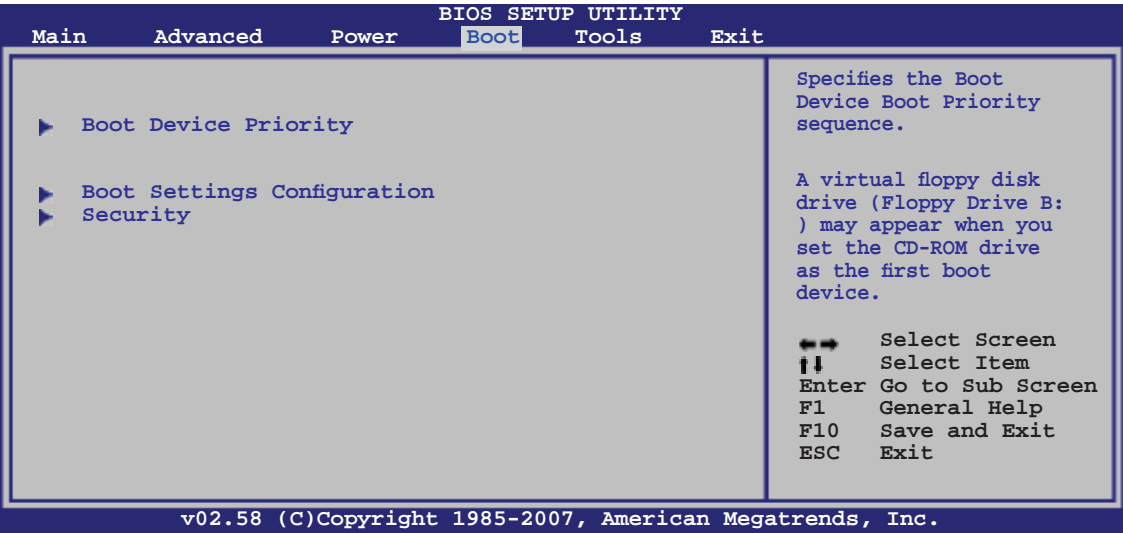 BIOS SETUP UTILITY
Main Advanced Power Boot Tools Exit
Boot Device Priority
Boot Settings Configuration
Security
Specifies the Boot
Device Boot Priority
sequence.
A virtual floppy disk
drive (Floppy Drive B:
) may appear when you
set the CD-ROM drive
as the first boot
device.
Select Screen
Select Item
Enter Go to Sub Screen
F1 General Help
F10 Save and Exit
ESC Exit
v02.58 (C)Copyright 1985-2007, American Megatrends, Inc.